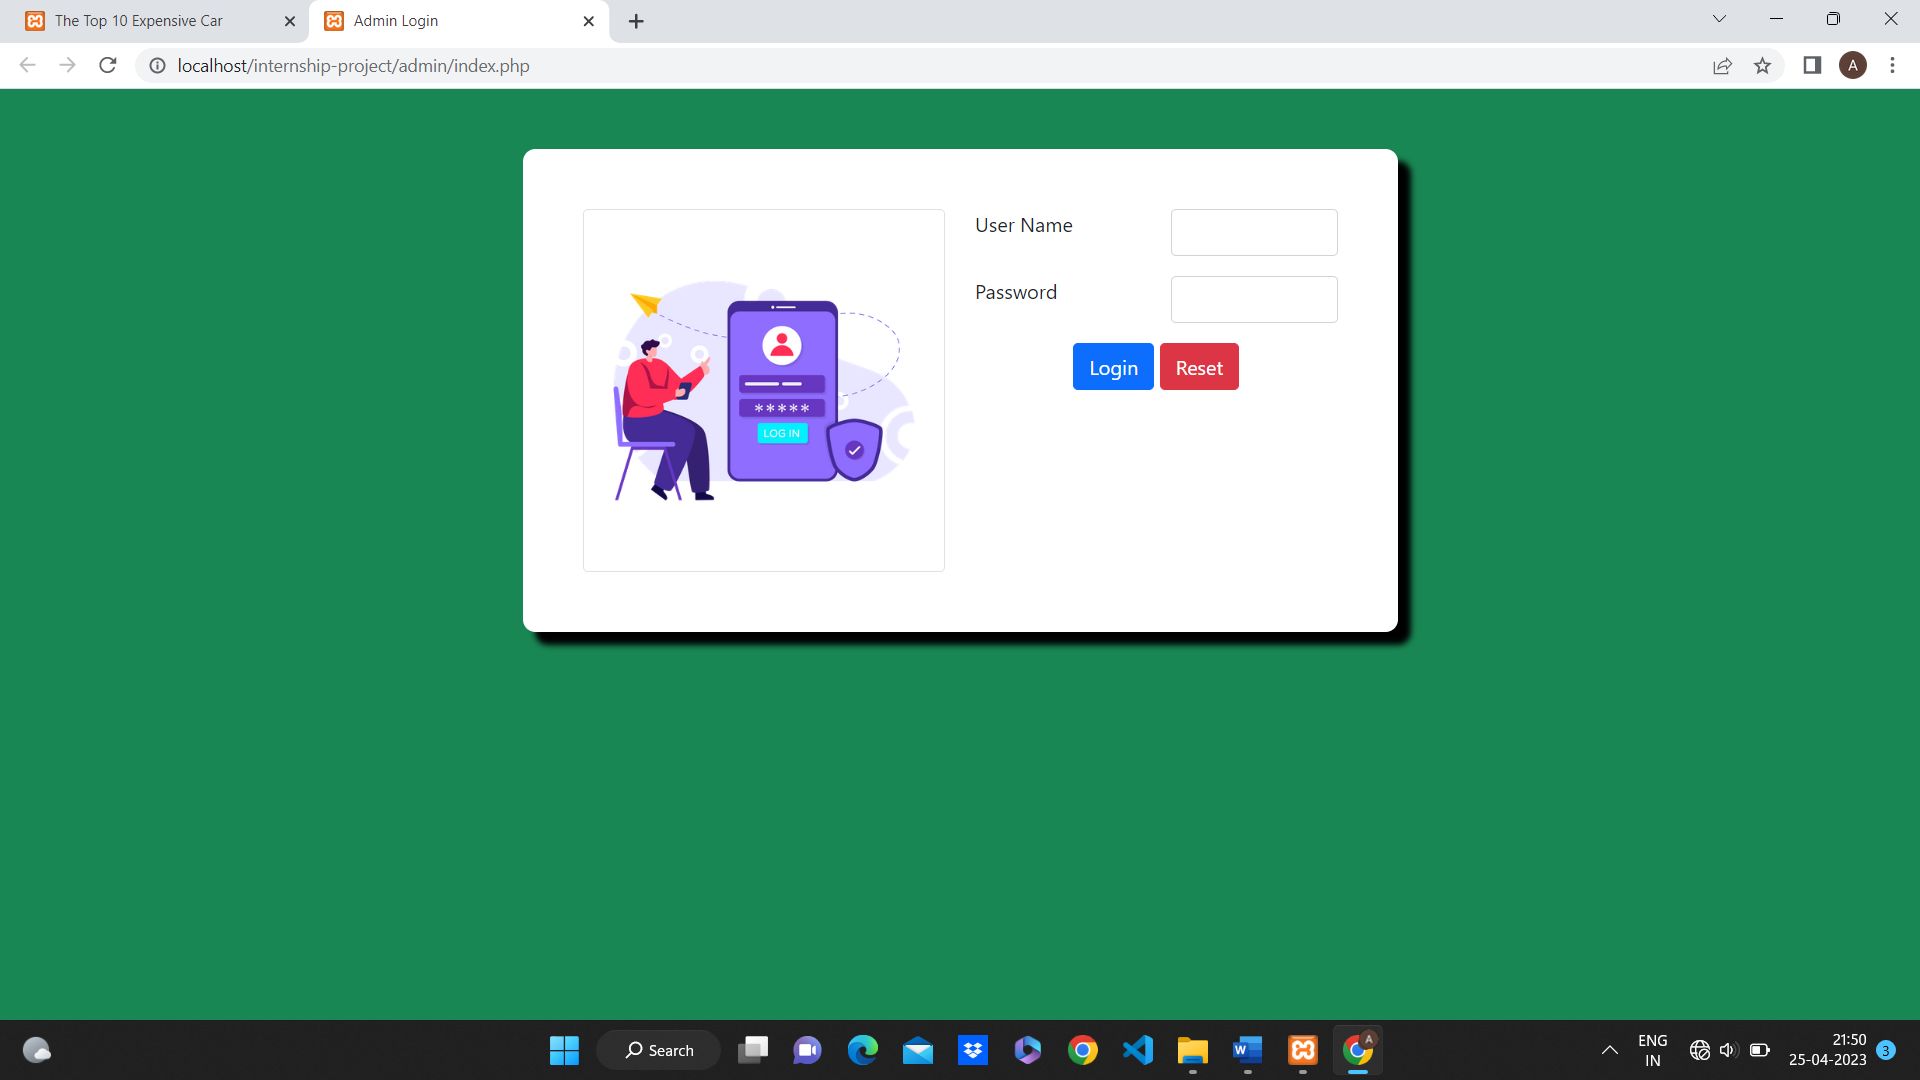 The Top 10 Expensive Car
Admin Login
localhost/internship-project/admin/index.php
A
User Name
Password
Login Reset
*****
LOG IN
Search
A
ENG
IN
21:50
25-04-2023
3